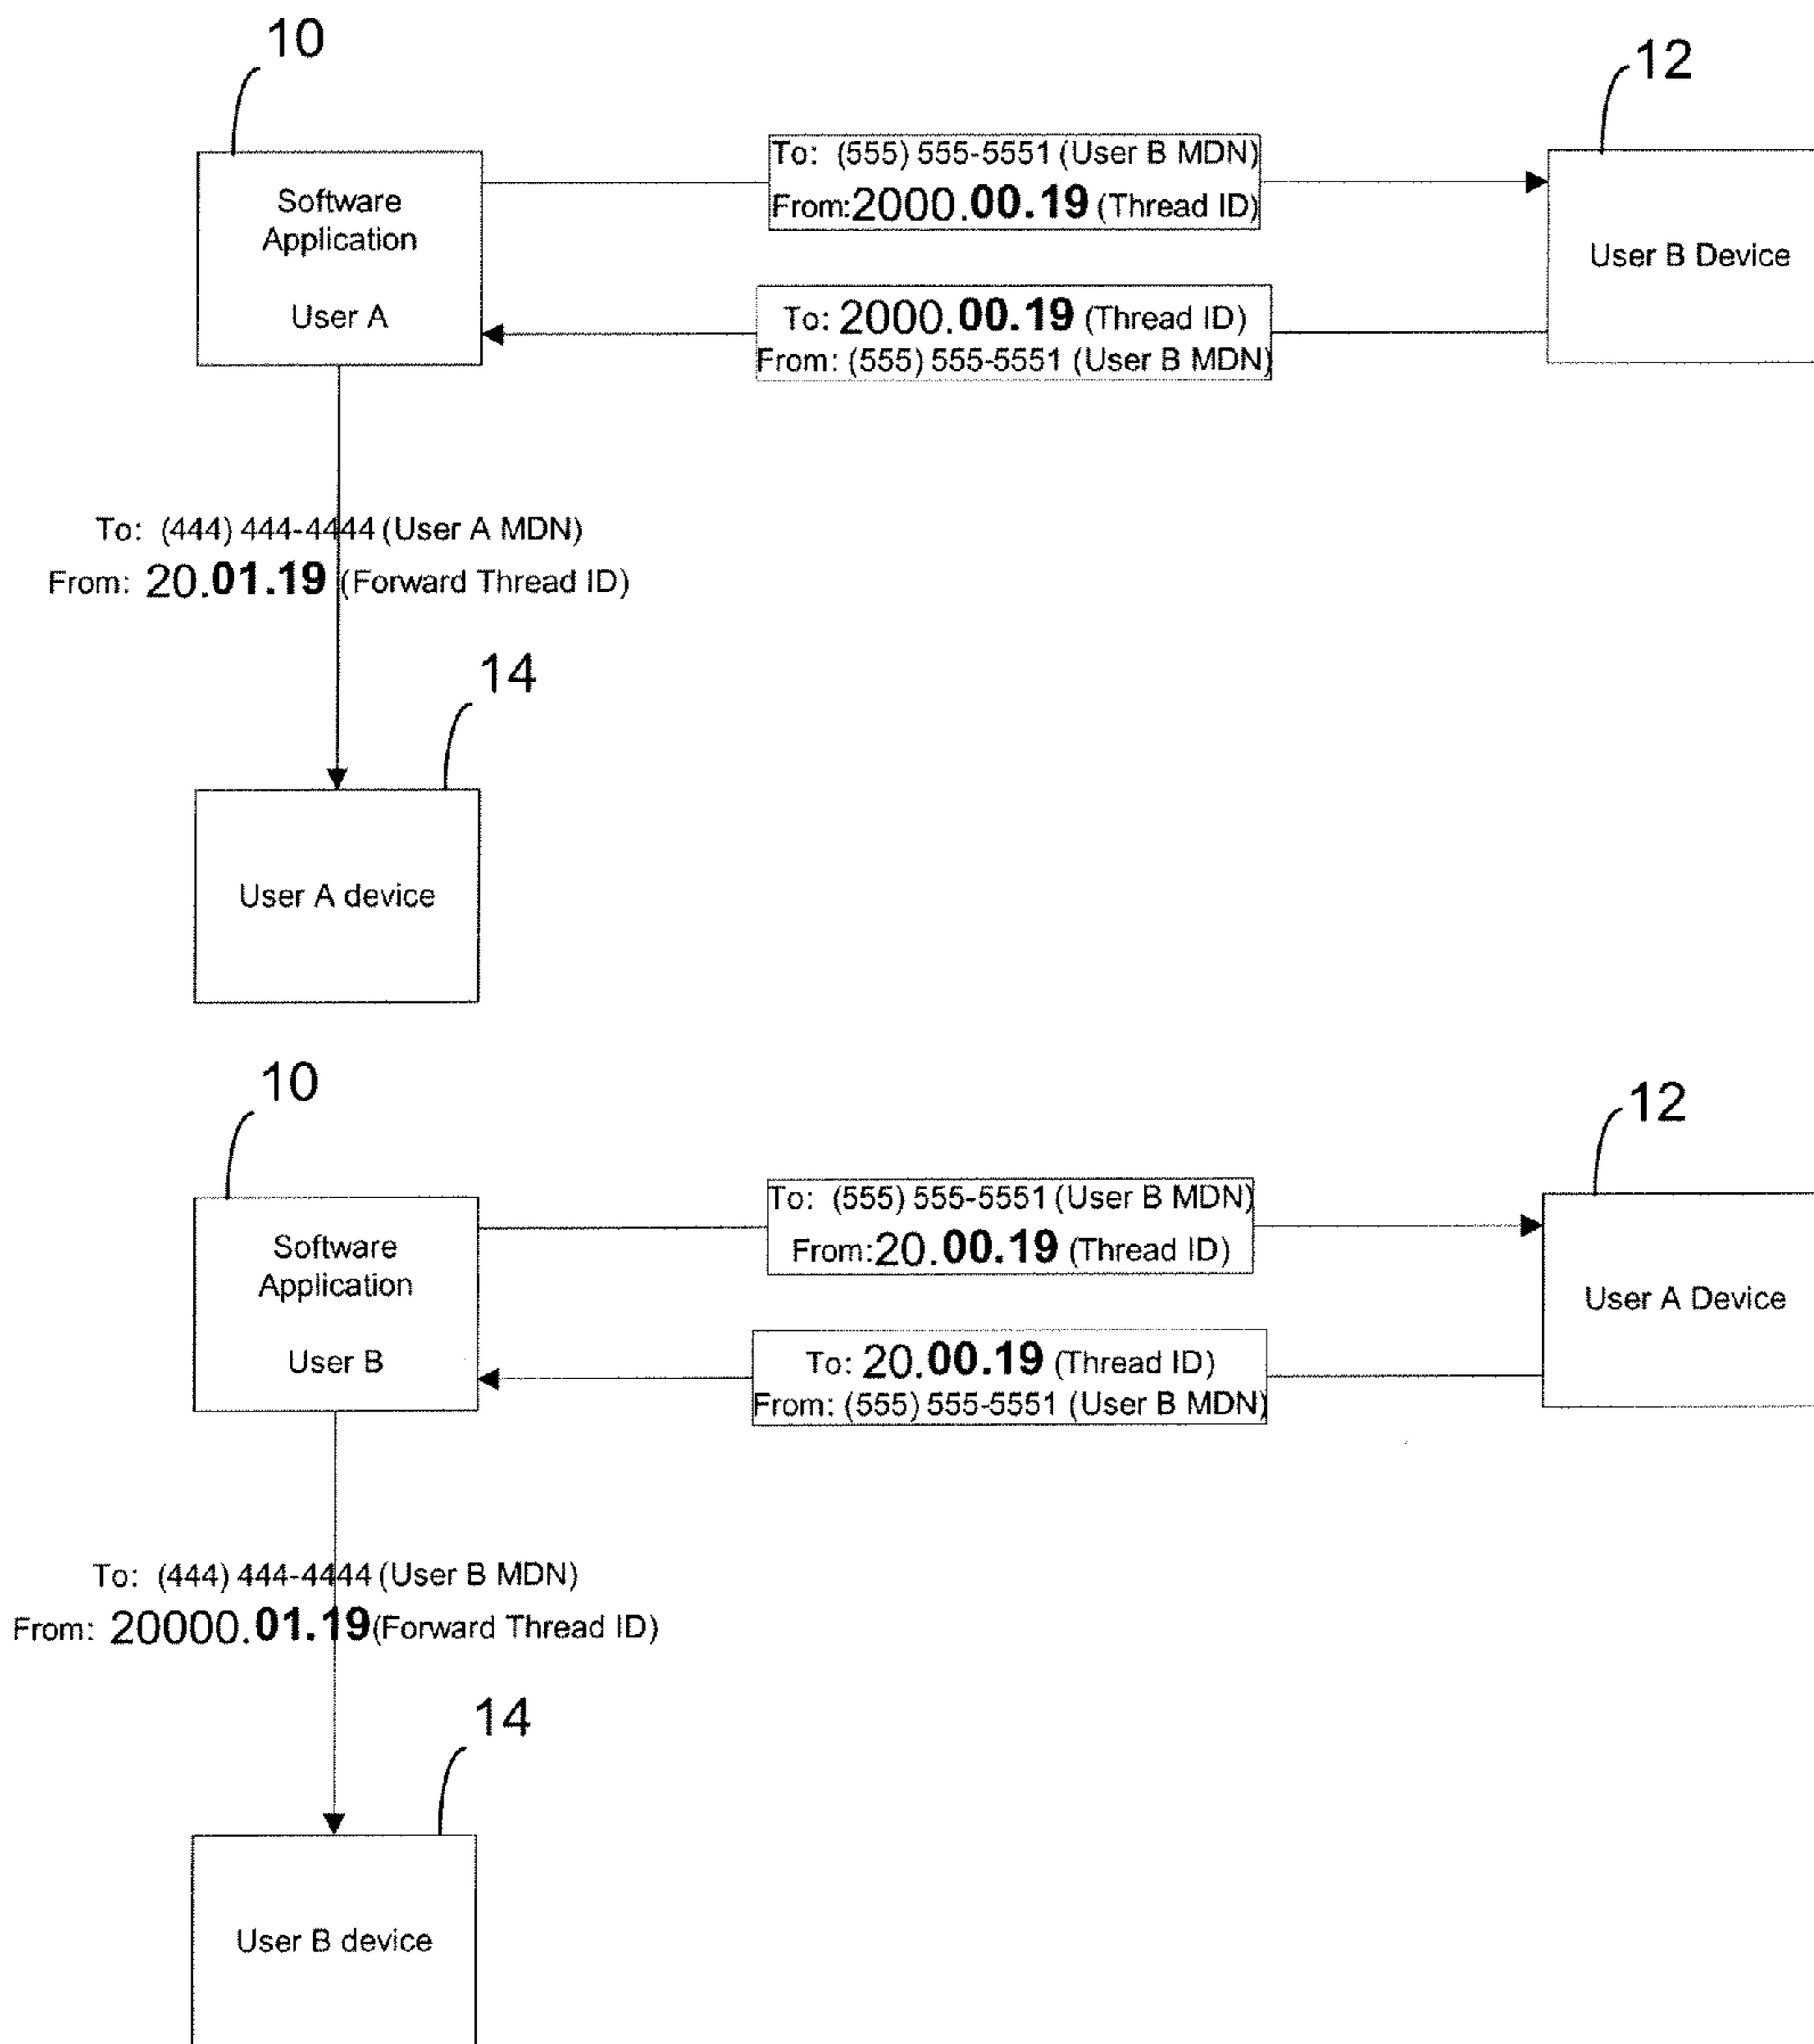 10
12
Software
Application
User A
To: (555) 555-5551 (User B MDN)
From:2000.00.19 (Thread ID)
To: 2000.00.19 (Thread ID)
From: (555) 555-5551 (User B MDN)
User B Device
To: (444) 444-4444 (User A MDN)
From: 20.01.19 (Forward Thread ID)
14
User A device
10
12
Software
Application
User B
To: (555) 555-5551 (User B MDN)
From:20.00.19 (Thread ID)
To: 20.00.19 (Thread ID)
From: (555) 555-5551 (User B MDN)
User A Device
To: (444) 444-4444 (User B MDN)
From: 20000.01.19(Forward Thread ID)
14
User B device